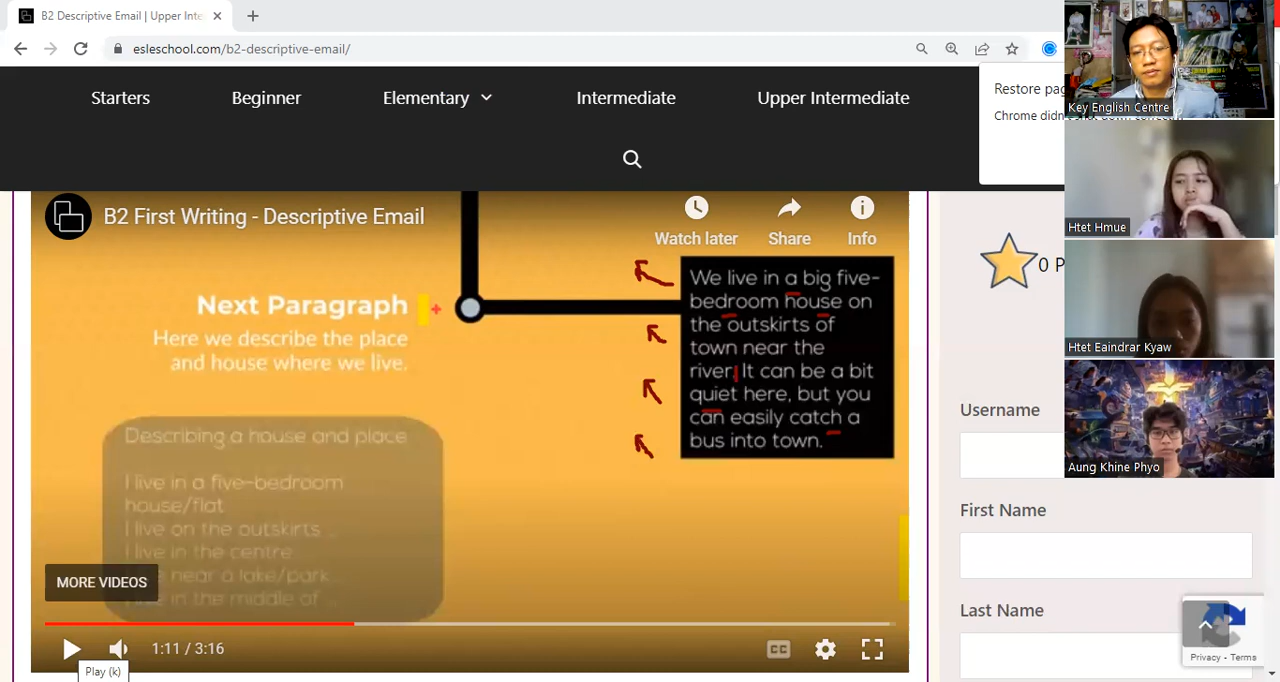 B2 Descriptive Email | Upper Inte
esleschool.com/b2-descriptive-email/
Starters
Beginner
Elementary
Intermediate
Upper Intermediate
Restore pag
Chrome didn't
B2 First Writing - Descriptive Email
Watch later
Share
Info
Next Paragraph
Here we describe the place
and house where we live.
We live in a big five-
bedroom house on
the outskirts of
town near the
river. It can be a bit
quiet here, but you
can easily catch a
bus into town.
Describing a house and place
I live in a five-bedroom
house/flat
I live on the outskirts ...
I live in the centre
near a lake/park ...
in the middle of ...
MORE VIDEOS
1:11 / 3:16
CC
Play (k)
0 P
Username
First Name
Last Name
Privacy - Terms
Key English Centre
Htet Hmue
Htet Eaindrar Kyaw
Aung Khine Phyo